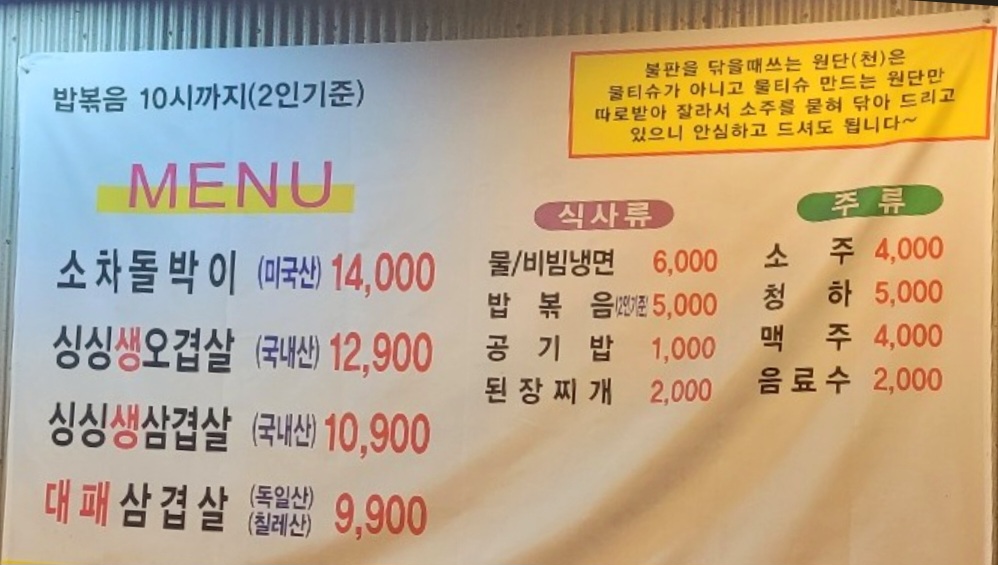 밥볶음 10시까지(2인기준)
불판을 닦을때쓰는 원단(천)은
물티슈가 아니고 물티슈 만드는 원단만
따로받아 잘라서 소주를 묻혀 닦아 드리고
있으니 안심하고 드셔도 됩니다~
MENU
소차돌박이 (미국산) 14,000
싱싱생오겹살 (국내산) 12,900
싱싱생삼겹살 (국내산) 10,900
대패삼겹살 (독일산) (칠레산) 9,900
식사류
물/비빔냉면 6,000
밥볶음(2인기준) 5,000
공기밥 1,000
된장찌개 2,000
주류
소주 4,000
청하 5,000
맥주 4,000
음료수 2,000